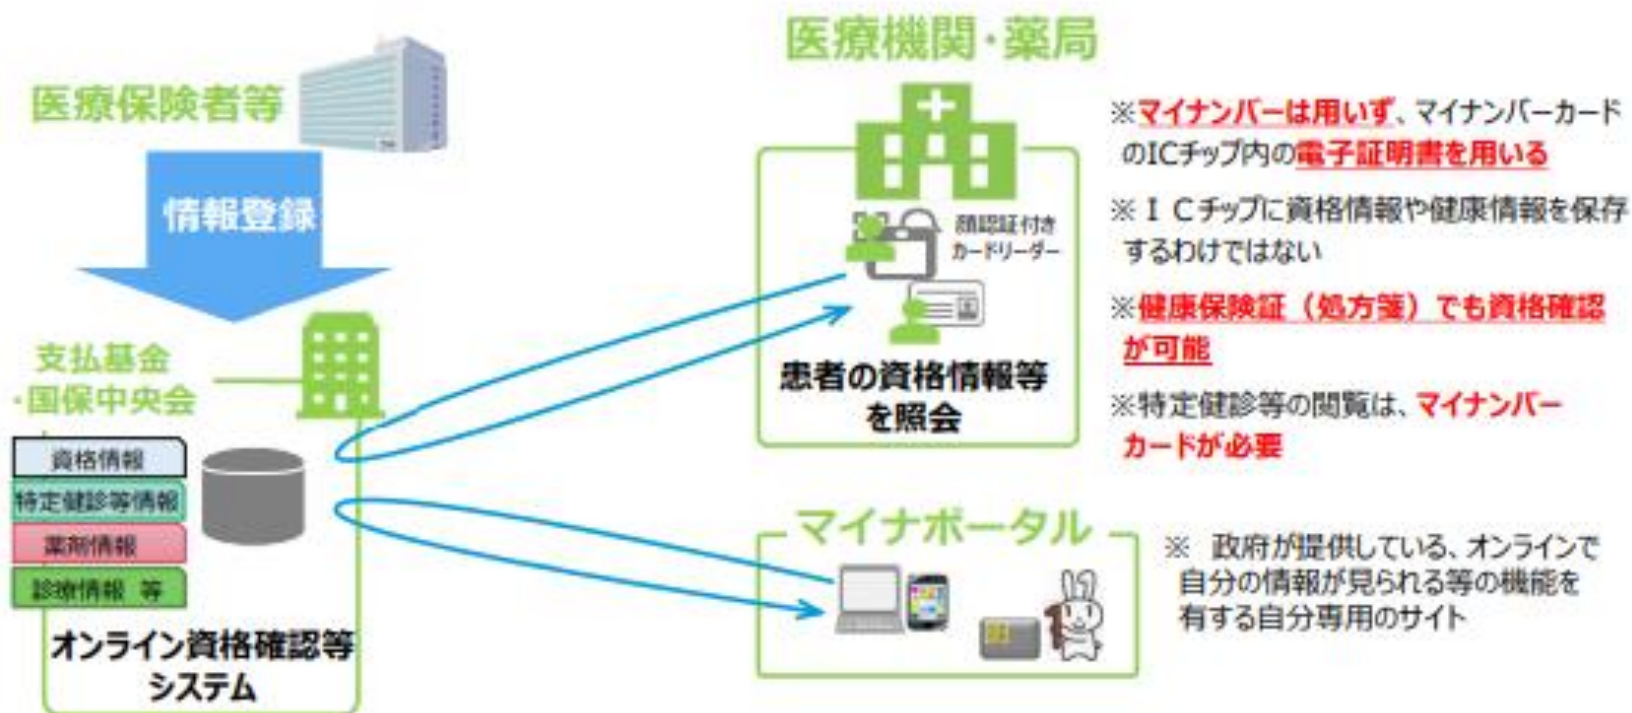 医療保険者等
情報登録
支払基金
・国保中央会
資格情報
特定健診等情報
薬剤情報
診療情報 等
オンライン資格確認等
システム
医療機関・薬局
顔認証付き
カードリーダー
患者の資格情報等
を照会
※マイナンバーは用いず、マイナンバーカード
のICチップ内の電子証明書を用いる
※ＩＣチップに資格情報や健康情報を保存
するわけではない
※健康保険証（処方箋）でも資格確認
が可能
※特定健診等の閲覧は、マイナンバー
カードが必要
マイナポータル
※ 政府が提供している、オンラインで
自分の情報が見られる等の機能を
有する自分専用のサイト